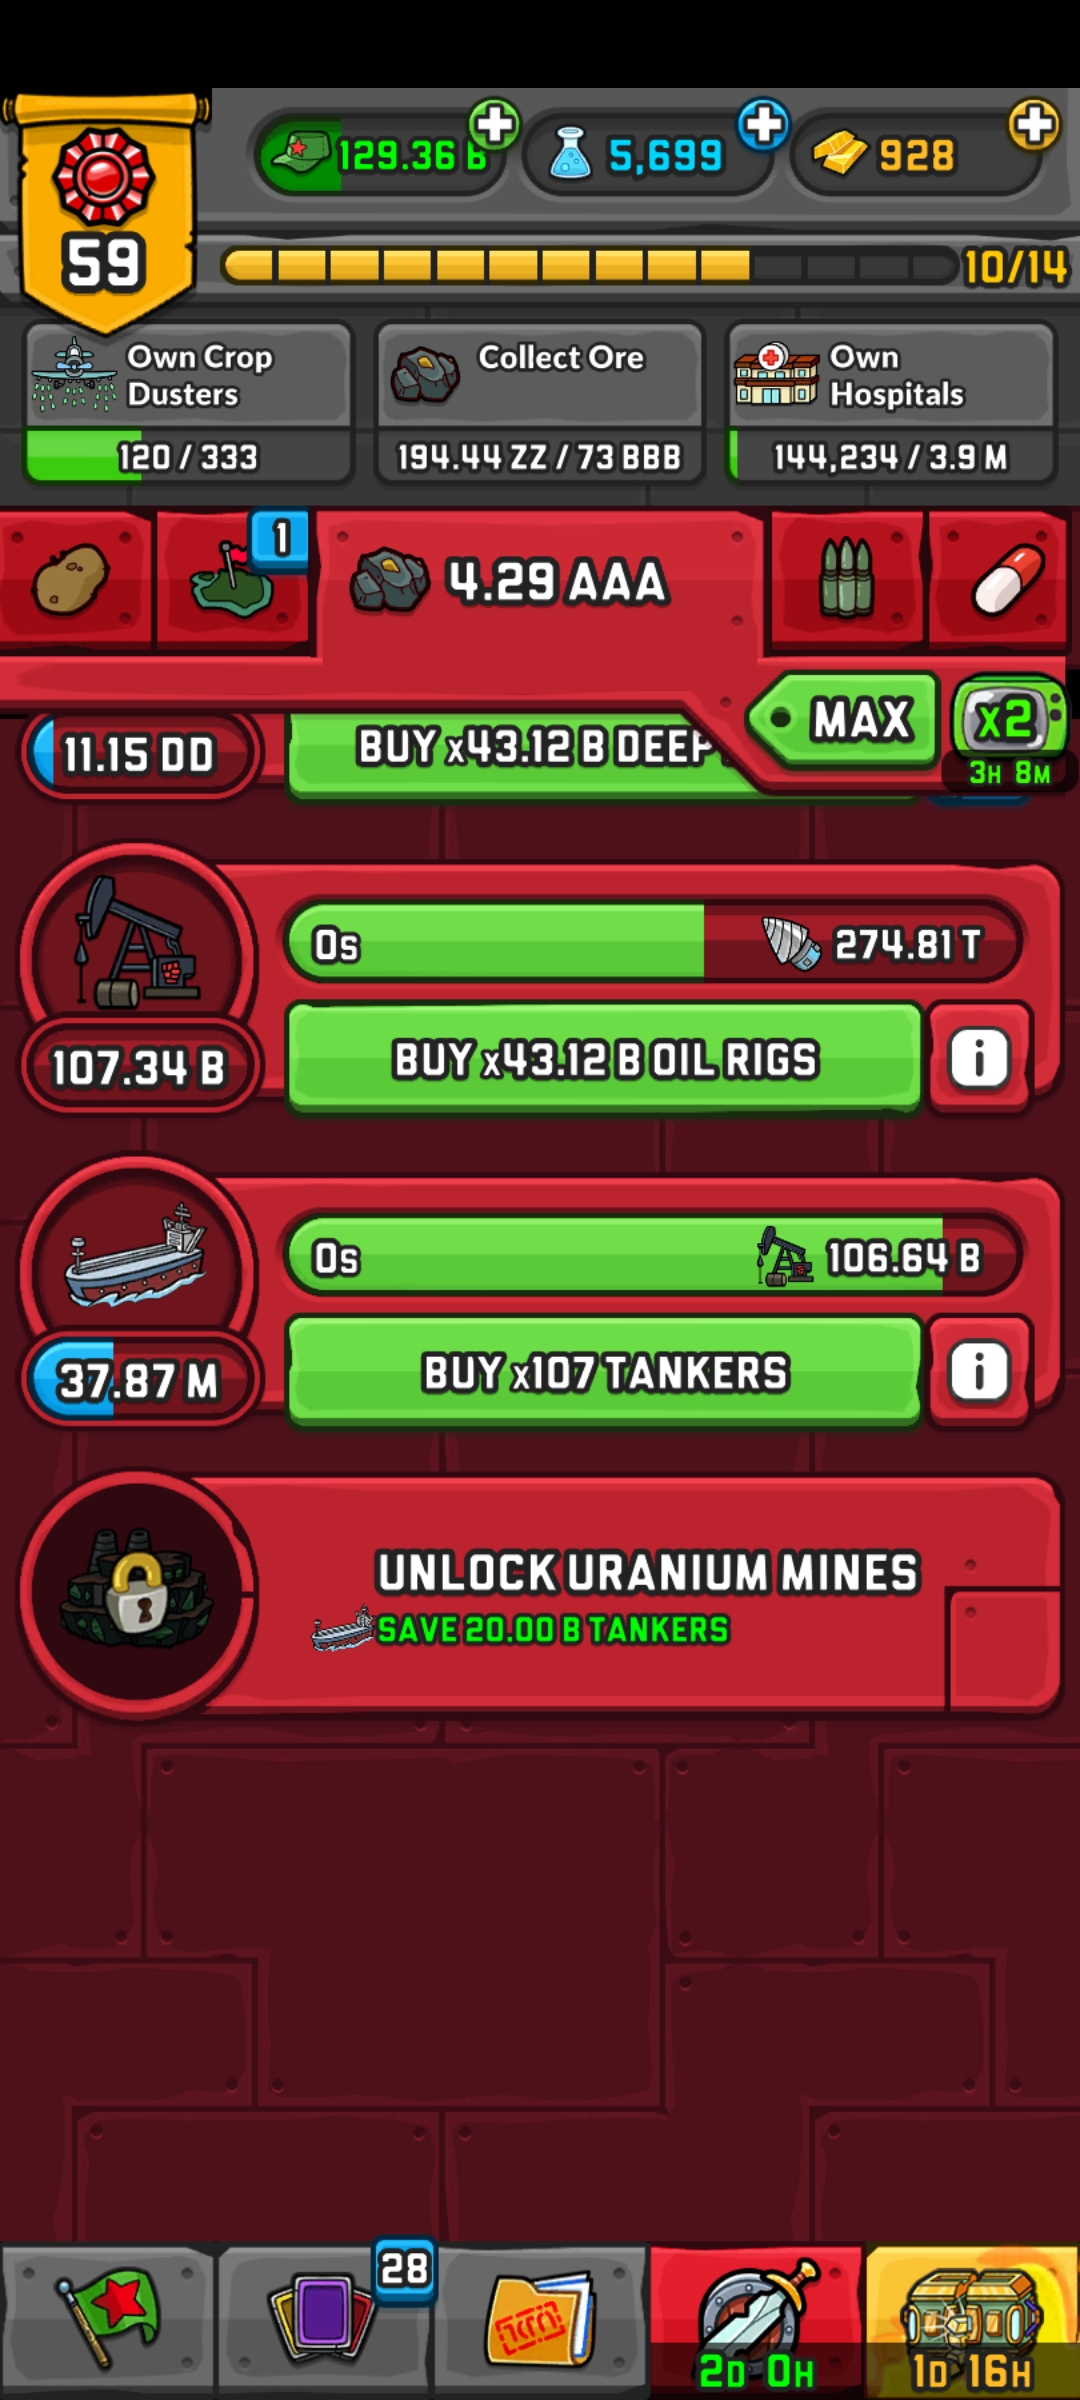 129.36 B
5,699
928
59
10/14
Own Crop
Dusters
120 / 333
Collect Ore
194.44 ZZ / 73 BBB
Own
Hospitals
144,234 / 3.9 M
1
4.29 AAA
MAX
x2
3H 8M
11.15 DD
BUY x43.12 B DEEP
0s
274.81 T
107.34 B
BUY x43.12 B OIL RIGS
i
0s
106.64 B
37.87 M
BUY x107 TANKERS
i
UNLOCK URANIUM MINES
SAVE 20.00 B TANKERS
28
2D 0H
1D 16H